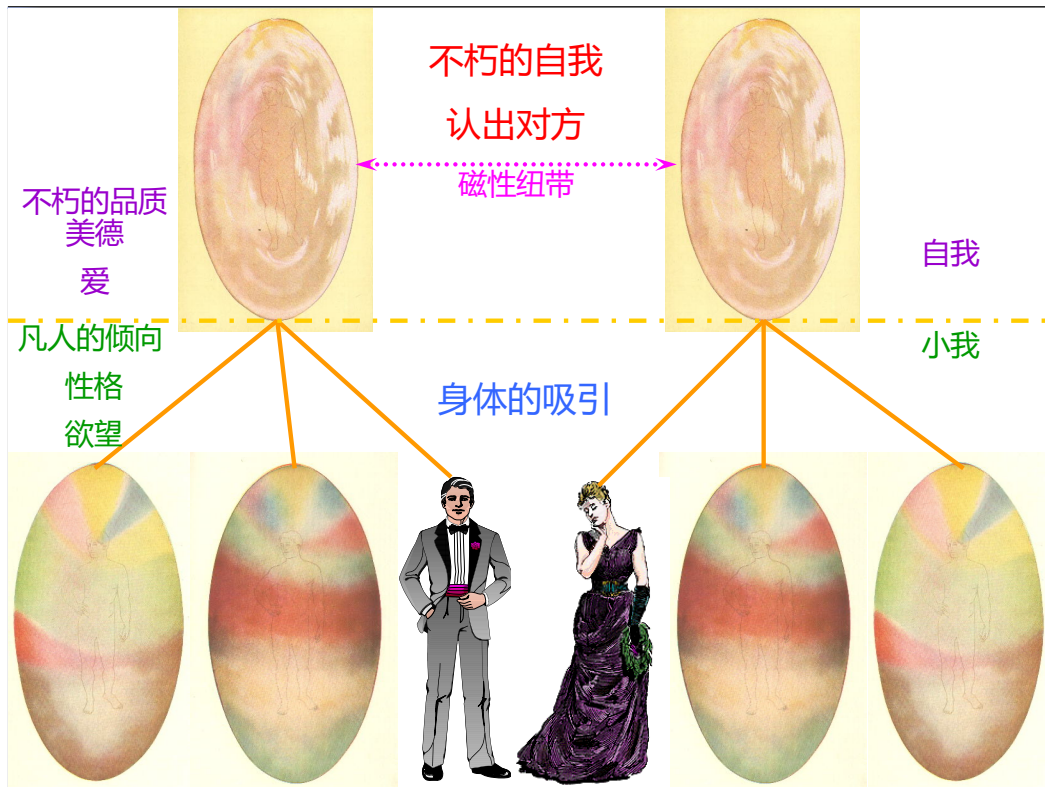 不朽的自我
认出对方
磁性纽带
不朽的品质
美德
爱
自我
凡人的倾向
性格
欲望
小我
身体的吸引